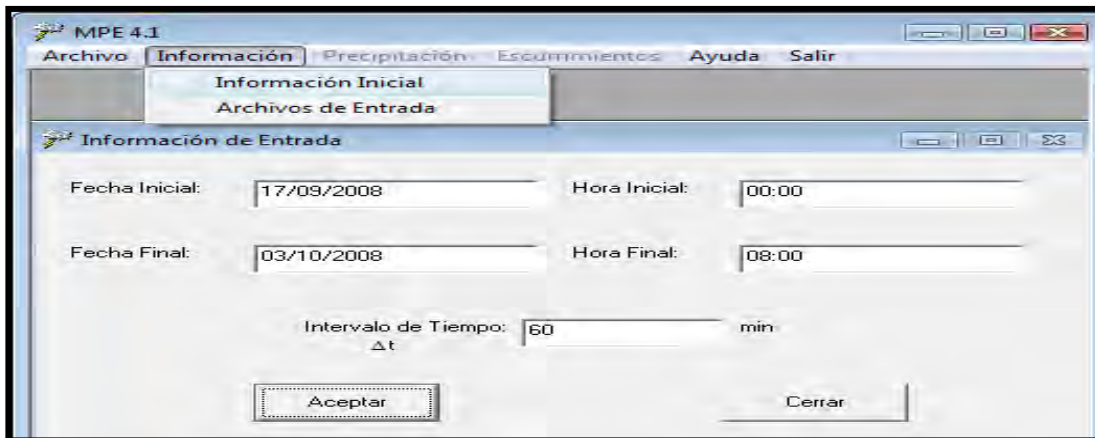 MPE 4.1
Archivo Información Precipitación Escurrimientos Ayuda Salir
Información Inicial
Archivos de Entrada
Información de Entrada
Fecha Inicial: 17/09/2008 Hora Inicial: 00:00
Fecha Final: 03/10/2008 Hora Final: 08:00
Intervalo de Tiempo: 60 min
Δt
Aceptar Cerrar